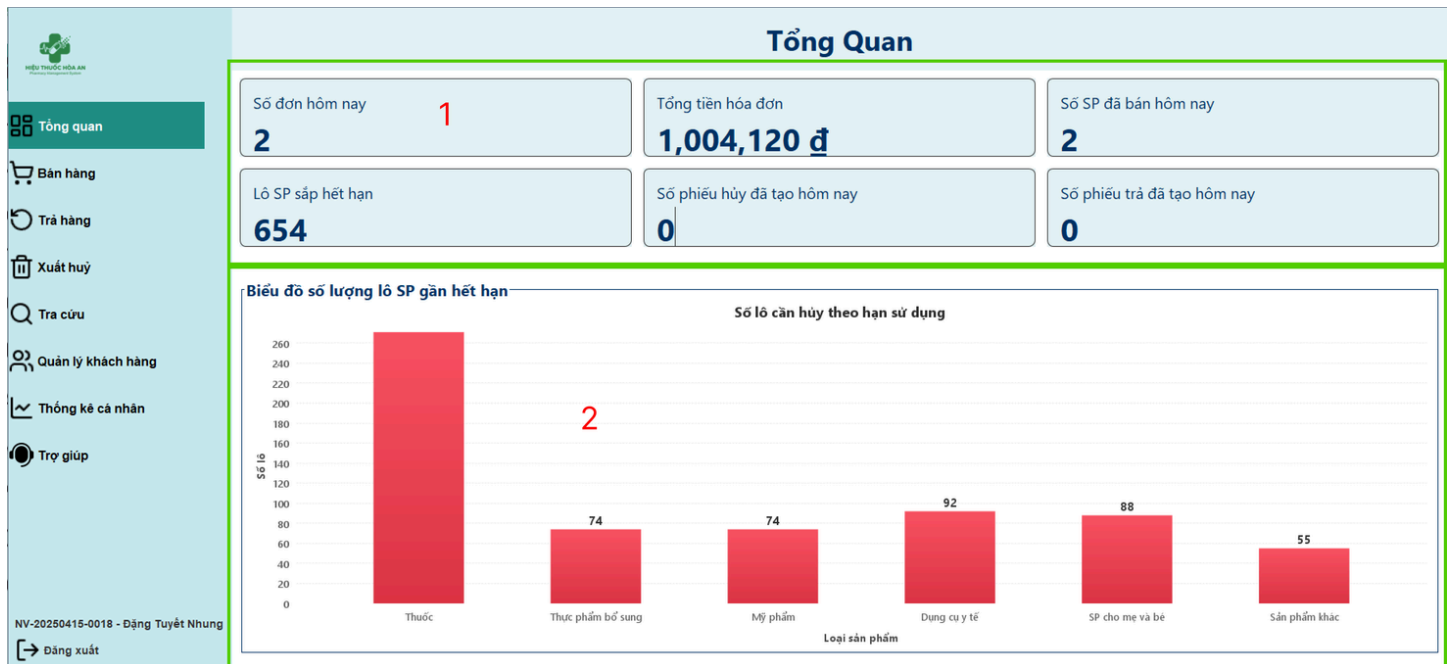 Tổng Quan
HIỆU THUỐC HÒA AN
Pharmacy Management System
Tổng quan
Bán hàng
Trả hàng
Xuất huỷ
Tra cứu
Quản lý khách hàng
Thống kê cá nhân
Trợ giúp
NV-20250415-0018 - Đặng Tuyết Nhung
Đăng xuất
Số đơn hôm nay
2
1
Tổng tiền hóa đơn
1,004,120 ₫
Số SP đã bán hôm nay
2
Lô SP sắp hết hạn
654
Số phiếu hủy đã tạo hôm nay
0
Số phiếu trả đã tạo hôm nay
0
Biểu đồ số lượng lô SP gần hết hạn
Số lô cần hủy theo hạn sử dụng
260
240
220
200
180
160
140
120
100
80
60
40
20
0
Số lô
2
74
74
92
88
55
Thuốc
Thực phẩm bổ sung
Mỹ phẩm
Dụng cụ y tế
SP cho mẹ và bé
Sản phẩm khác
Loại sản phẩm